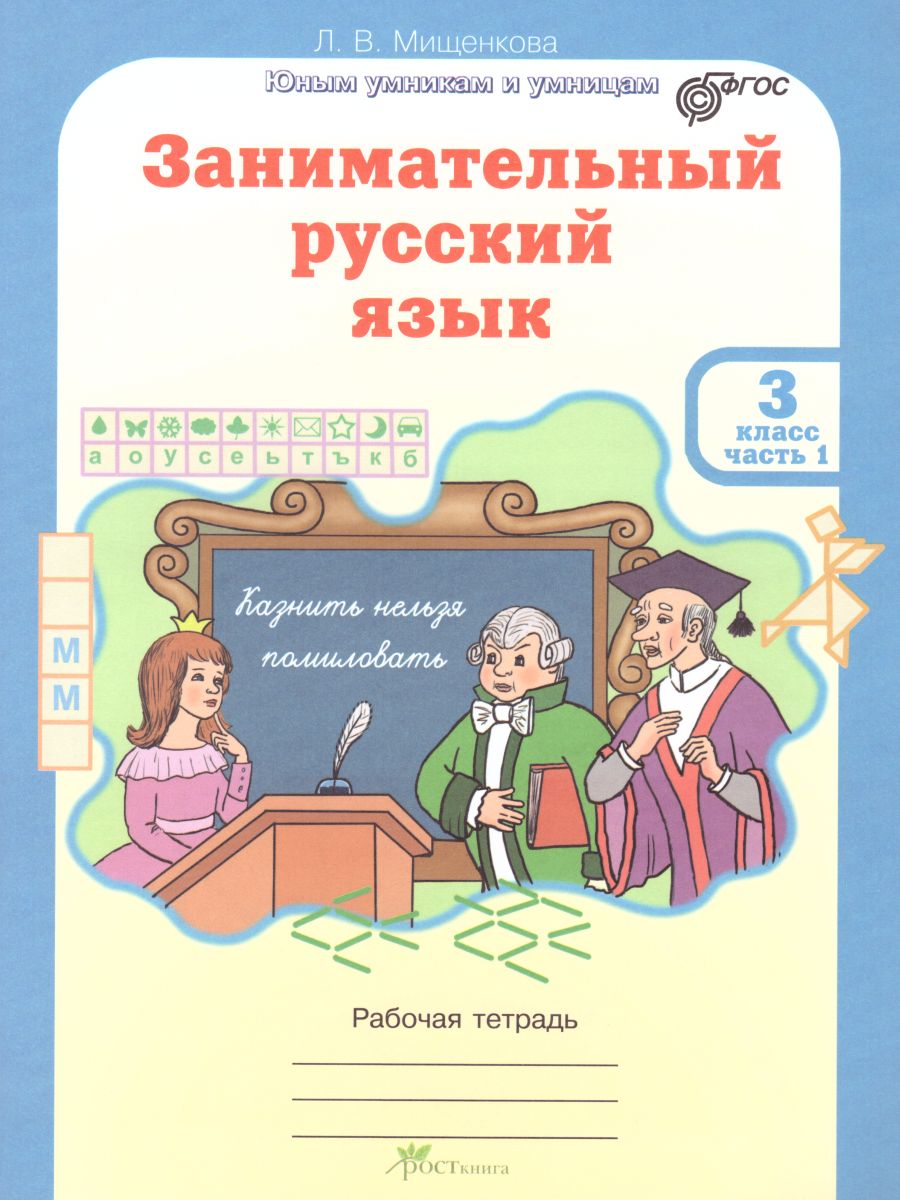 Л. В. Мищенкова
Юным умникам и умницам
ФГОС
Занимательный
русский
язык
3
класс
часть 1
а о у с е ь т ъ к б
Казнить нельзя
помиловать
М
М
Рабочая тетрадь
РОСТкнига